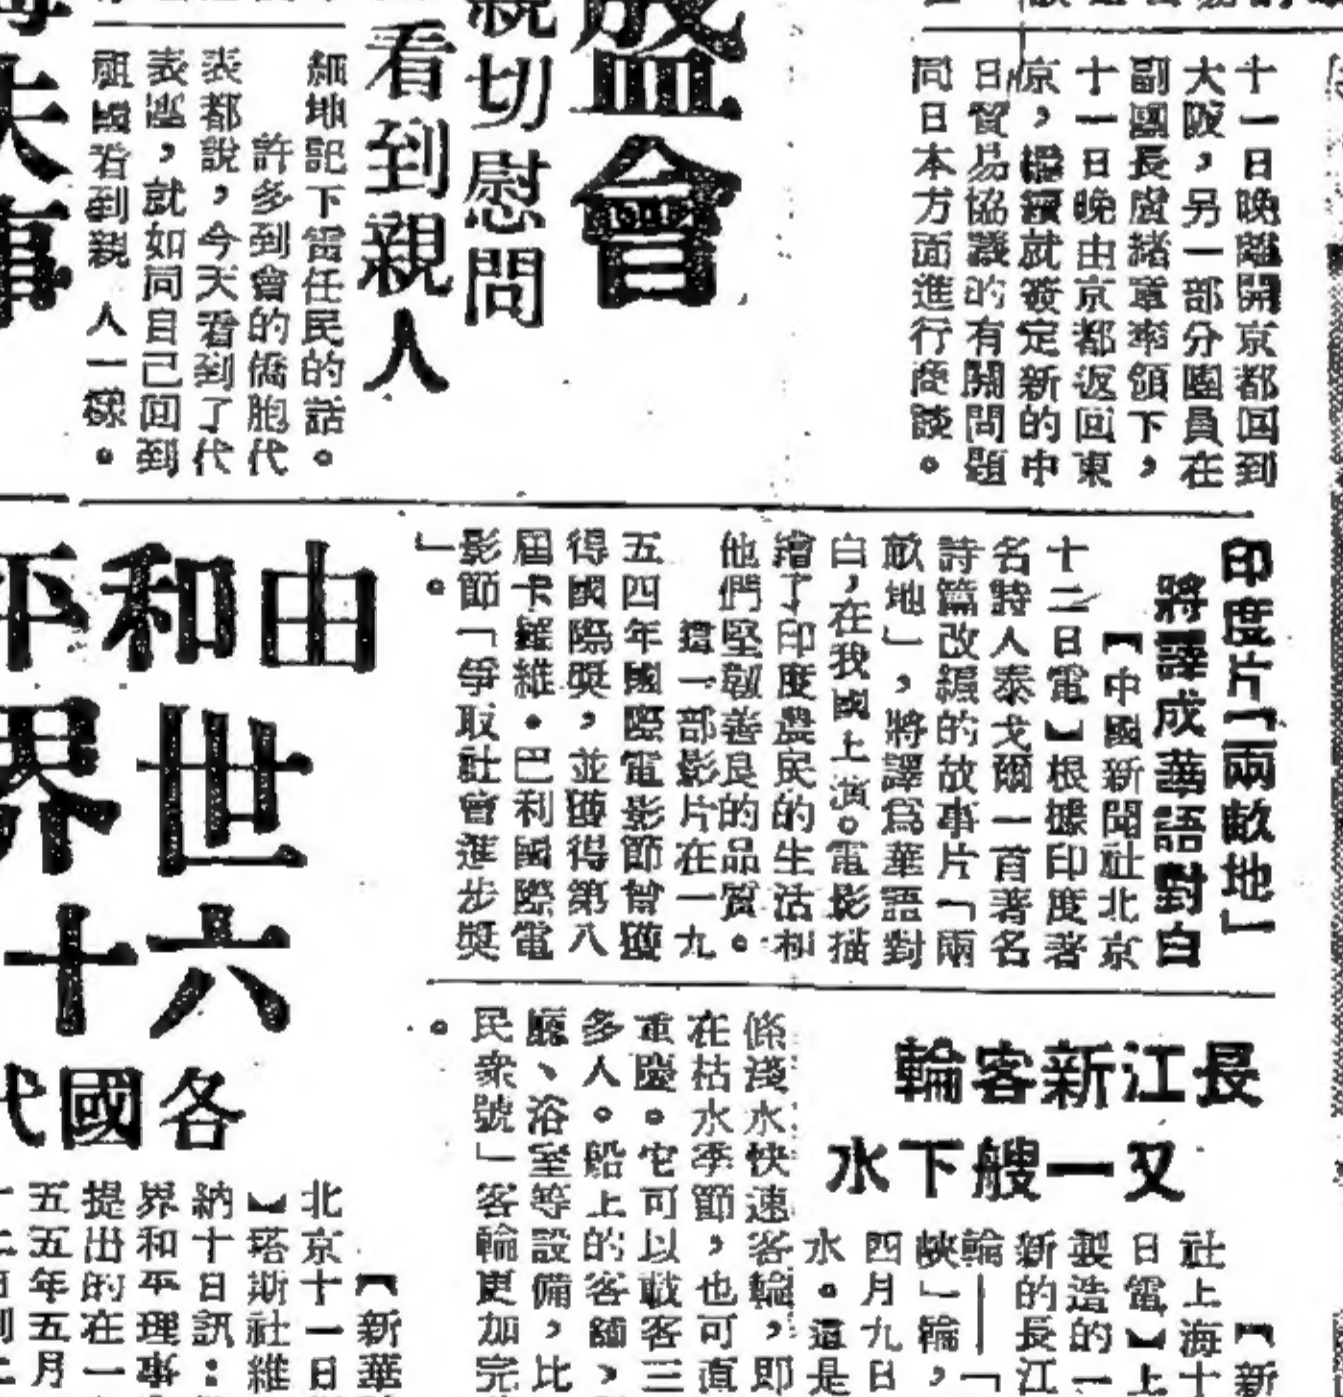 十一日晚離開京都回到
大阪，另一部分團員在
副國長盧緒章率領下，
十一日晚由京都返回東
京，繼續就簽定新的中
日貿易協議的有關問題
同日本方面進行商談。
盛會
親切慰問
看到親人
細地記下雷任民的話。
許多到會的僑胞代
表都說，今天看到了代
表團，就如同自己回到
祖國看到親人一樣。
印度片「兩畝地」
將譯成華語對白
【中國新聞社北京
十二日電】根據印度著
名詩人泰戈爾一首著名
詩篇改編的故事片「兩
畝地」，將譯爲華語對
白，在我國上演。電影描
繪了印度農民的生活和
他們堅韌善良的品質。
這一部影片在一九
五四年國際電影節曾獲
得國際獎，並獲得第八
屆卡羅維·巴利國際電
影節「爭取社會進步獎
」。
長江新客輪
又一艘下水
【新
社上海十
日電】上
製造的一
新的長江
輪——「
峽」輪，
四月九日
水。這是
條淺水快速客輪，即
在枯水季節，也可直
重慶。它可以載客三
多人。船上的客舖、
廳、浴室等設備，比
民衆號」客輪更加完
。
由和平
世界
六十
各國代
【新華
北京十一日
】塔斯社維
納十日訊：
界和平理事
提出的在一
五五年五月